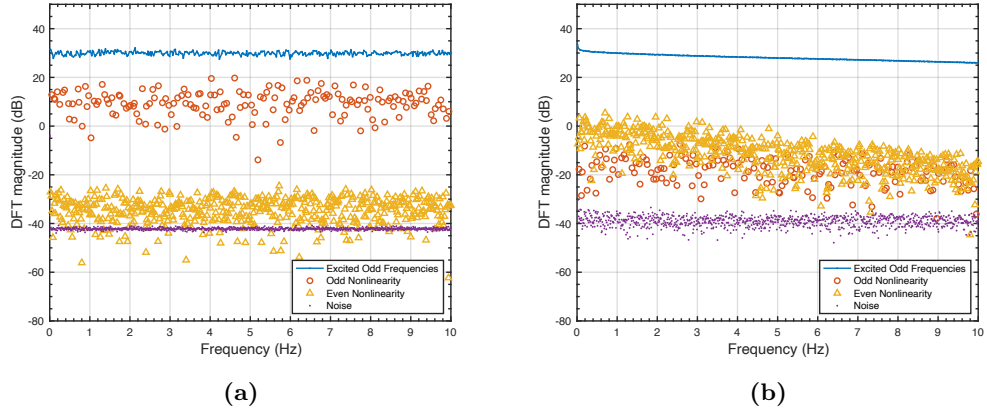 40
20
0
-20
-40
-60
-80
DFT magnitude (dB)
0 1 2 3 4 5 6 7 8 9 10
Frequency (Hz)
Excited Odd Frequencies
Odd Nonlinearity
Even Nonlinearity
Noise
(a)
40
20
0
-20
-40
-60
-80
DFT magnitude (dB)
0 1 2 3 4 5 6 7 8 9 10
Frequency (Hz)
Excited Odd Frequencies
Odd Nonlinearity
Even Nonlinearity
Noise
(b)